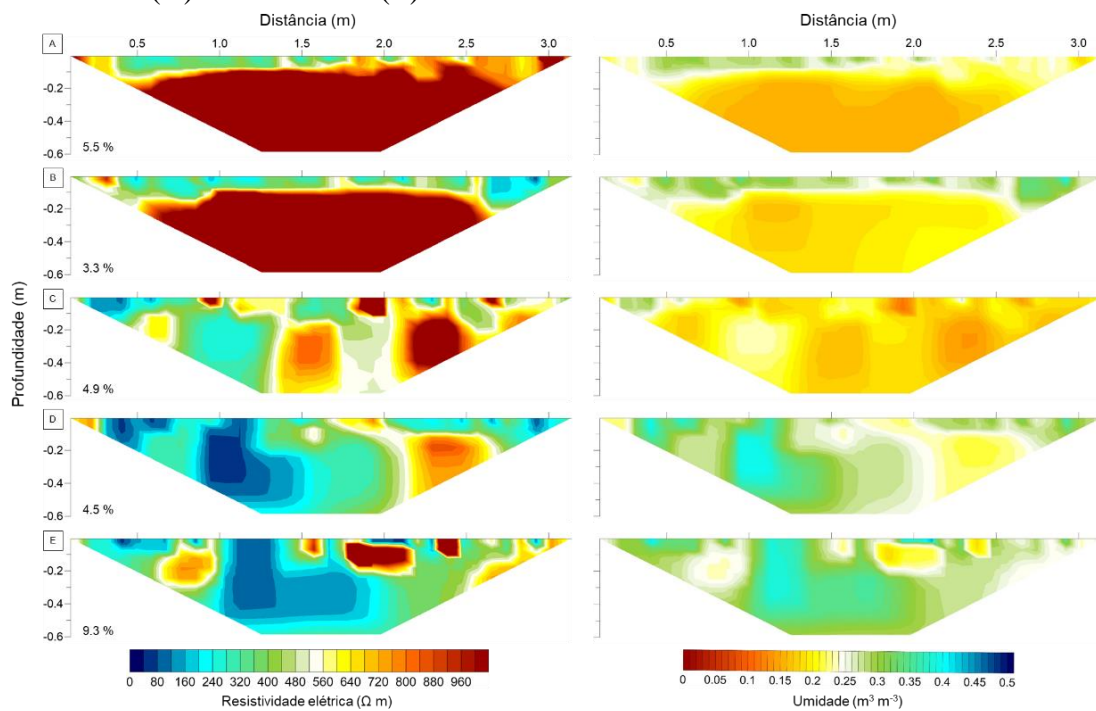 Distância (m)
Distância (m)
0.5 1.0 1.5 2.0 2.5 3.0
0.5 1.0 1.5 2.0 2.5 3.0
Profundidade (m)
A
-0.2
-0.4
-0.6
5.5 %
B
-0.2
-0.4
-0.6
3.3 %
C
-0.2
-0.4
-0.6
4.9 %
D
-0.2
-0.4
-0.6
4.5 %
E
-0.2
-0.4
-0.6
9.3 %
0 80 160 240 320 400 480 560 640 720 800 880 960
Resistividade elétrica (Ω m)
0 0.05 0.1 0.15 0.2 0.25 0.3 0.35 0.4 0.45 0.5
Umidade (m³ m⁻³)